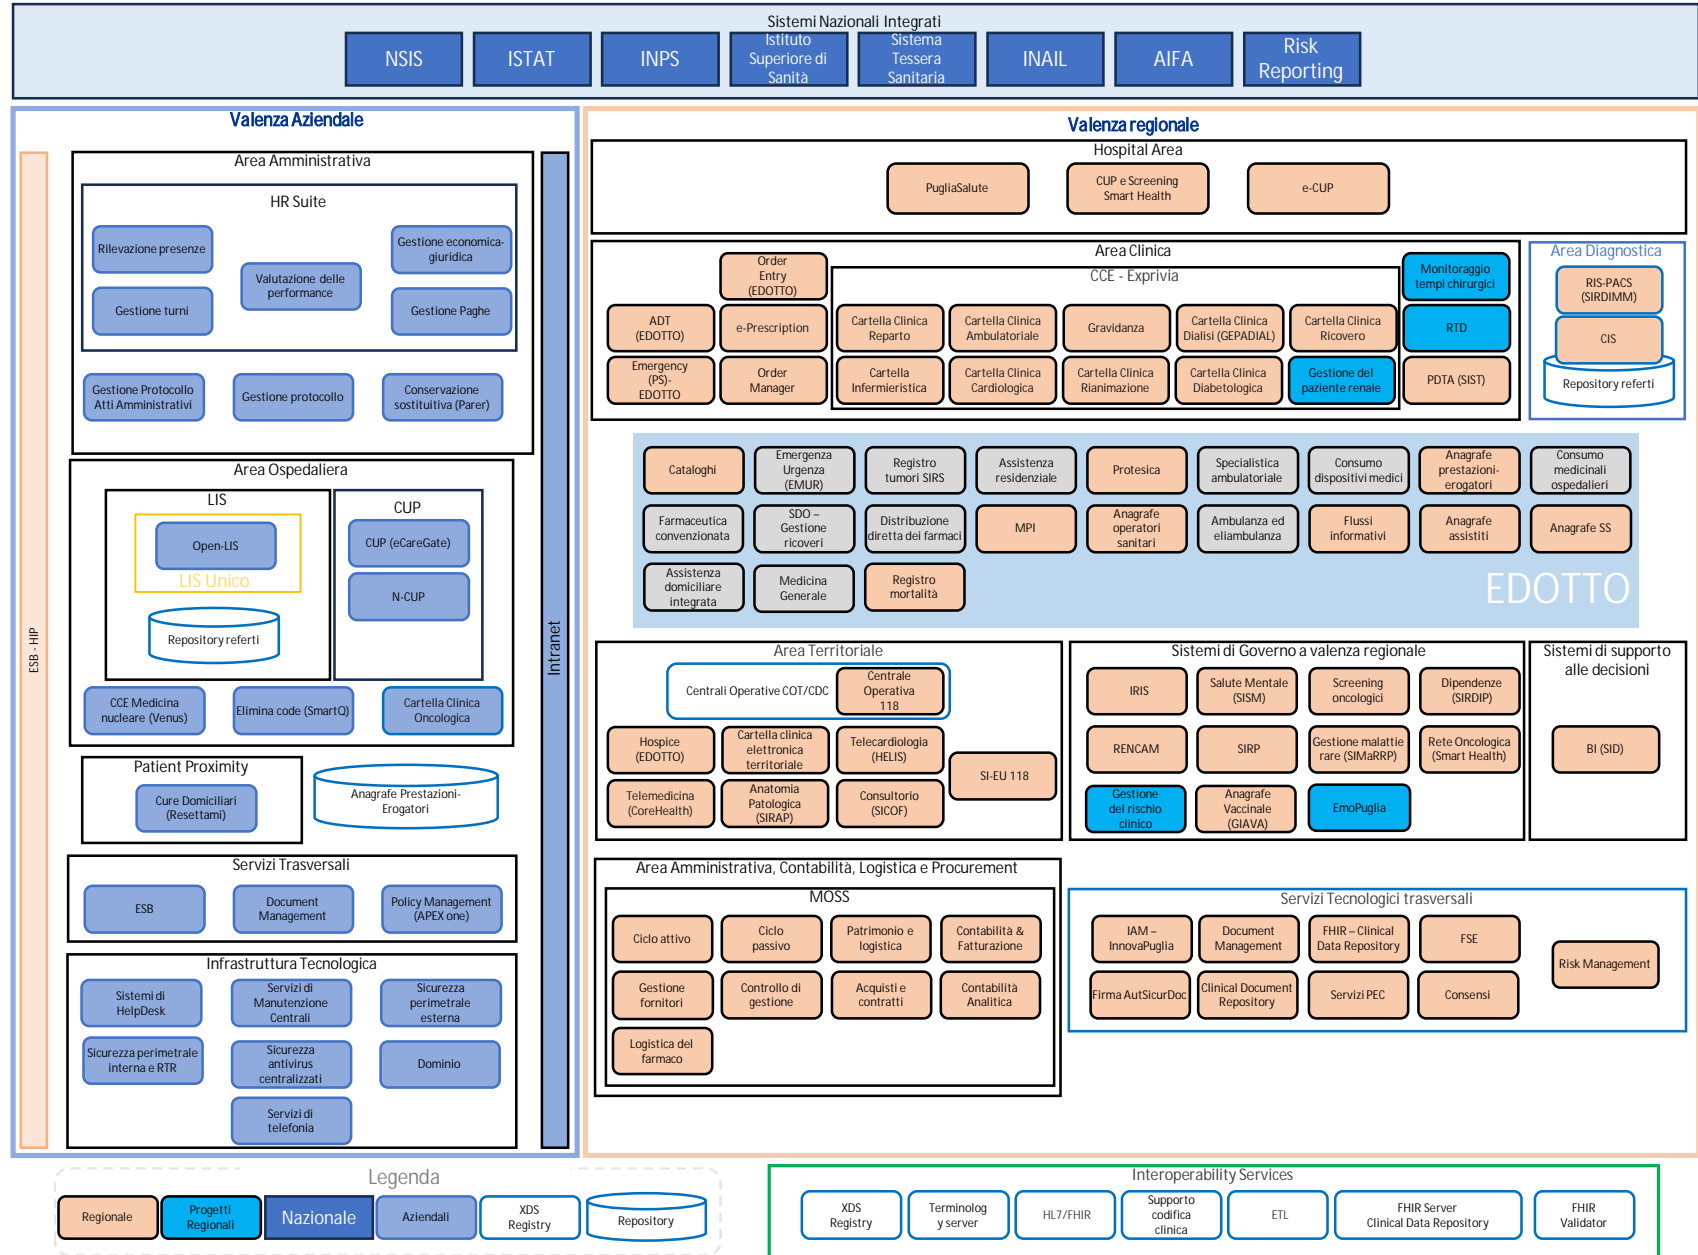 Sistemi Nazionali Integrati
NSIS
ISTAT
INPS
Istituto
Superiore di
Sanità
Sistema
Tessera
Sanitaria
INAIL
AIFA
Risk
Reporting
Valenza Aziendale
ESB - HIP
Intranet
Area Amministrativa
HR Suite
Rilevazione presenze
Gestione economica-
giuridica
Valutazione delle
performance
Gestione turni
Gestione Paghe
Gestione Protocollo
Atti Amministrativi
Gestione protocollo
Conservazione
sostituitiva (Parer)
Area Ospedaliera
LIS
Open-LIS
LIS Unico
Repository referti
CUP
CUP (eCareGate)
N-CUP
CCE Medicina
nucleare (Venus)
Elimina code (SmartQ)
Cartella Clinica
Oncologica
Patient Proximity
Cure Domiciliari
(Resettami)
Anagrafe Prestazioni-
Erogatori
Servizi Trasversali
ESB
Document
Management
Policy Management
(APEX one)
Infrastruttura Tecnologica
Sistemi di
HelpDesk
Servizi di
Manutenzione
Centrali
Sicurezza
perimetrale
esterna
Sicurezza perimetrale
interna e RTR
Sicurezza
antivirus
centralizzati
Dominio
Servizi di
telefonia
Valenza regionale
Hospital Area
PugliaSalute
CUP e Screening
Smart Health
e-CUP
Area Clinica
Order
Entry
(EDOTTO)
ADT
(EDOTTO)
e-Prescription
Emergency
(PS)-
EDOTTO
Order
Manager
CCE - Exprivia
Cartella Clinica
Reparto
Cartella Clinica
Ambulatoriale
Gravidanza
Cartella Clinica
Dialisi (GEPADIAL)
Cartella Clinica
Ricovero
Cartella
Infermieristica
Cartella Clinica
Cardiologica
Cartella Clinica
Rianimazione
Cartella Clinica
Diabetologica
Gestione del
paziente renale
Monitoraggio
tempi chirurgici
RTD
PDTA (SIST)
Area Diagnostica
RIS-PACS
(SIRDIMM)
CIS
Repository referti
Cataloghi
Emergenza
Urgenza
(EMUR)
Registro
tumori SIRS
Assistenza
residenziale
Protesica
Specialistica
ambulatoriale
Consumo
dispositivi medici
Anagrafe
prestazioni-
erogatori
Consumo
medicinali
ospedalieri
Farmaceutica
convenzionata
SDO –
Gestione
ricoveri
Distribuzione
diretta dei farmaci
MPI
Anagrafe
operatori
sanitari
Ambulanza ed
eliambulanza
Flussi
informativi
Anagrafe
assistiti
Anagrafe SS
Assistenza
domiciliare
integrata
Medicina
Generale
Registro
mortalità
EDOTTO
Area Territoriale
Centrali Operative COT/CDC
Centrale
Operativa
118
Hospice
(EDOTTO)
Cartella clinica
elettronica
territoriale
Telecardiologia
(HELIS)
SI-EU 118
Telemedicina
(CoreHealth)
Anatomia
Patologica
(SIRAP)
Consultorio
(SICOF)
Sistemi di Governo a valenza regionale
IRIS
Salute Mentale
(SISM)
Screening
oncologici
Dipendenze
(SIRDIP)
RENCAM
SIRP
Gestione malattie
rare (SIMaRRP)
Rete Oncologica
(Smart Health)
Gestione
del rischio
clinico
Anagrafe
Vaccinale
(GIAVA)
EmoPuglia
Sistemi di supporto
alle decisioni
BI (SID)
Area Amministrativa, Contabilità, Logistica e Procurement
MOSS
Ciclo attivo
Ciclo
passivo
Patrimonio e
logistica
Contabilità &
Fatturazione
Gestione
fornitori
Controllo di
gestione
Acquisti e
contratti
Contabilità
Analitica
Logistica del
farmaco
Servizi Tecnologici trasversali
IAM –
InnovaPuglia
Document
Management
FHIR – Clinical
Data Repository
FSE
Risk Management
Firma AutSicurDoc
Clinical Document
Repository
Servizi PEC
Consensi
Legenda
Regionale
Progetti
Regionali
Nazionale
Aziendali
XDS
Registry
Repository
Interoperability Services
XDS
Registry
Terminolog
y server
HL7/FHIR
Supporto
codifica
clinica
ETL
FHIR Server
Clinical Data Repository
FHIR
Validator